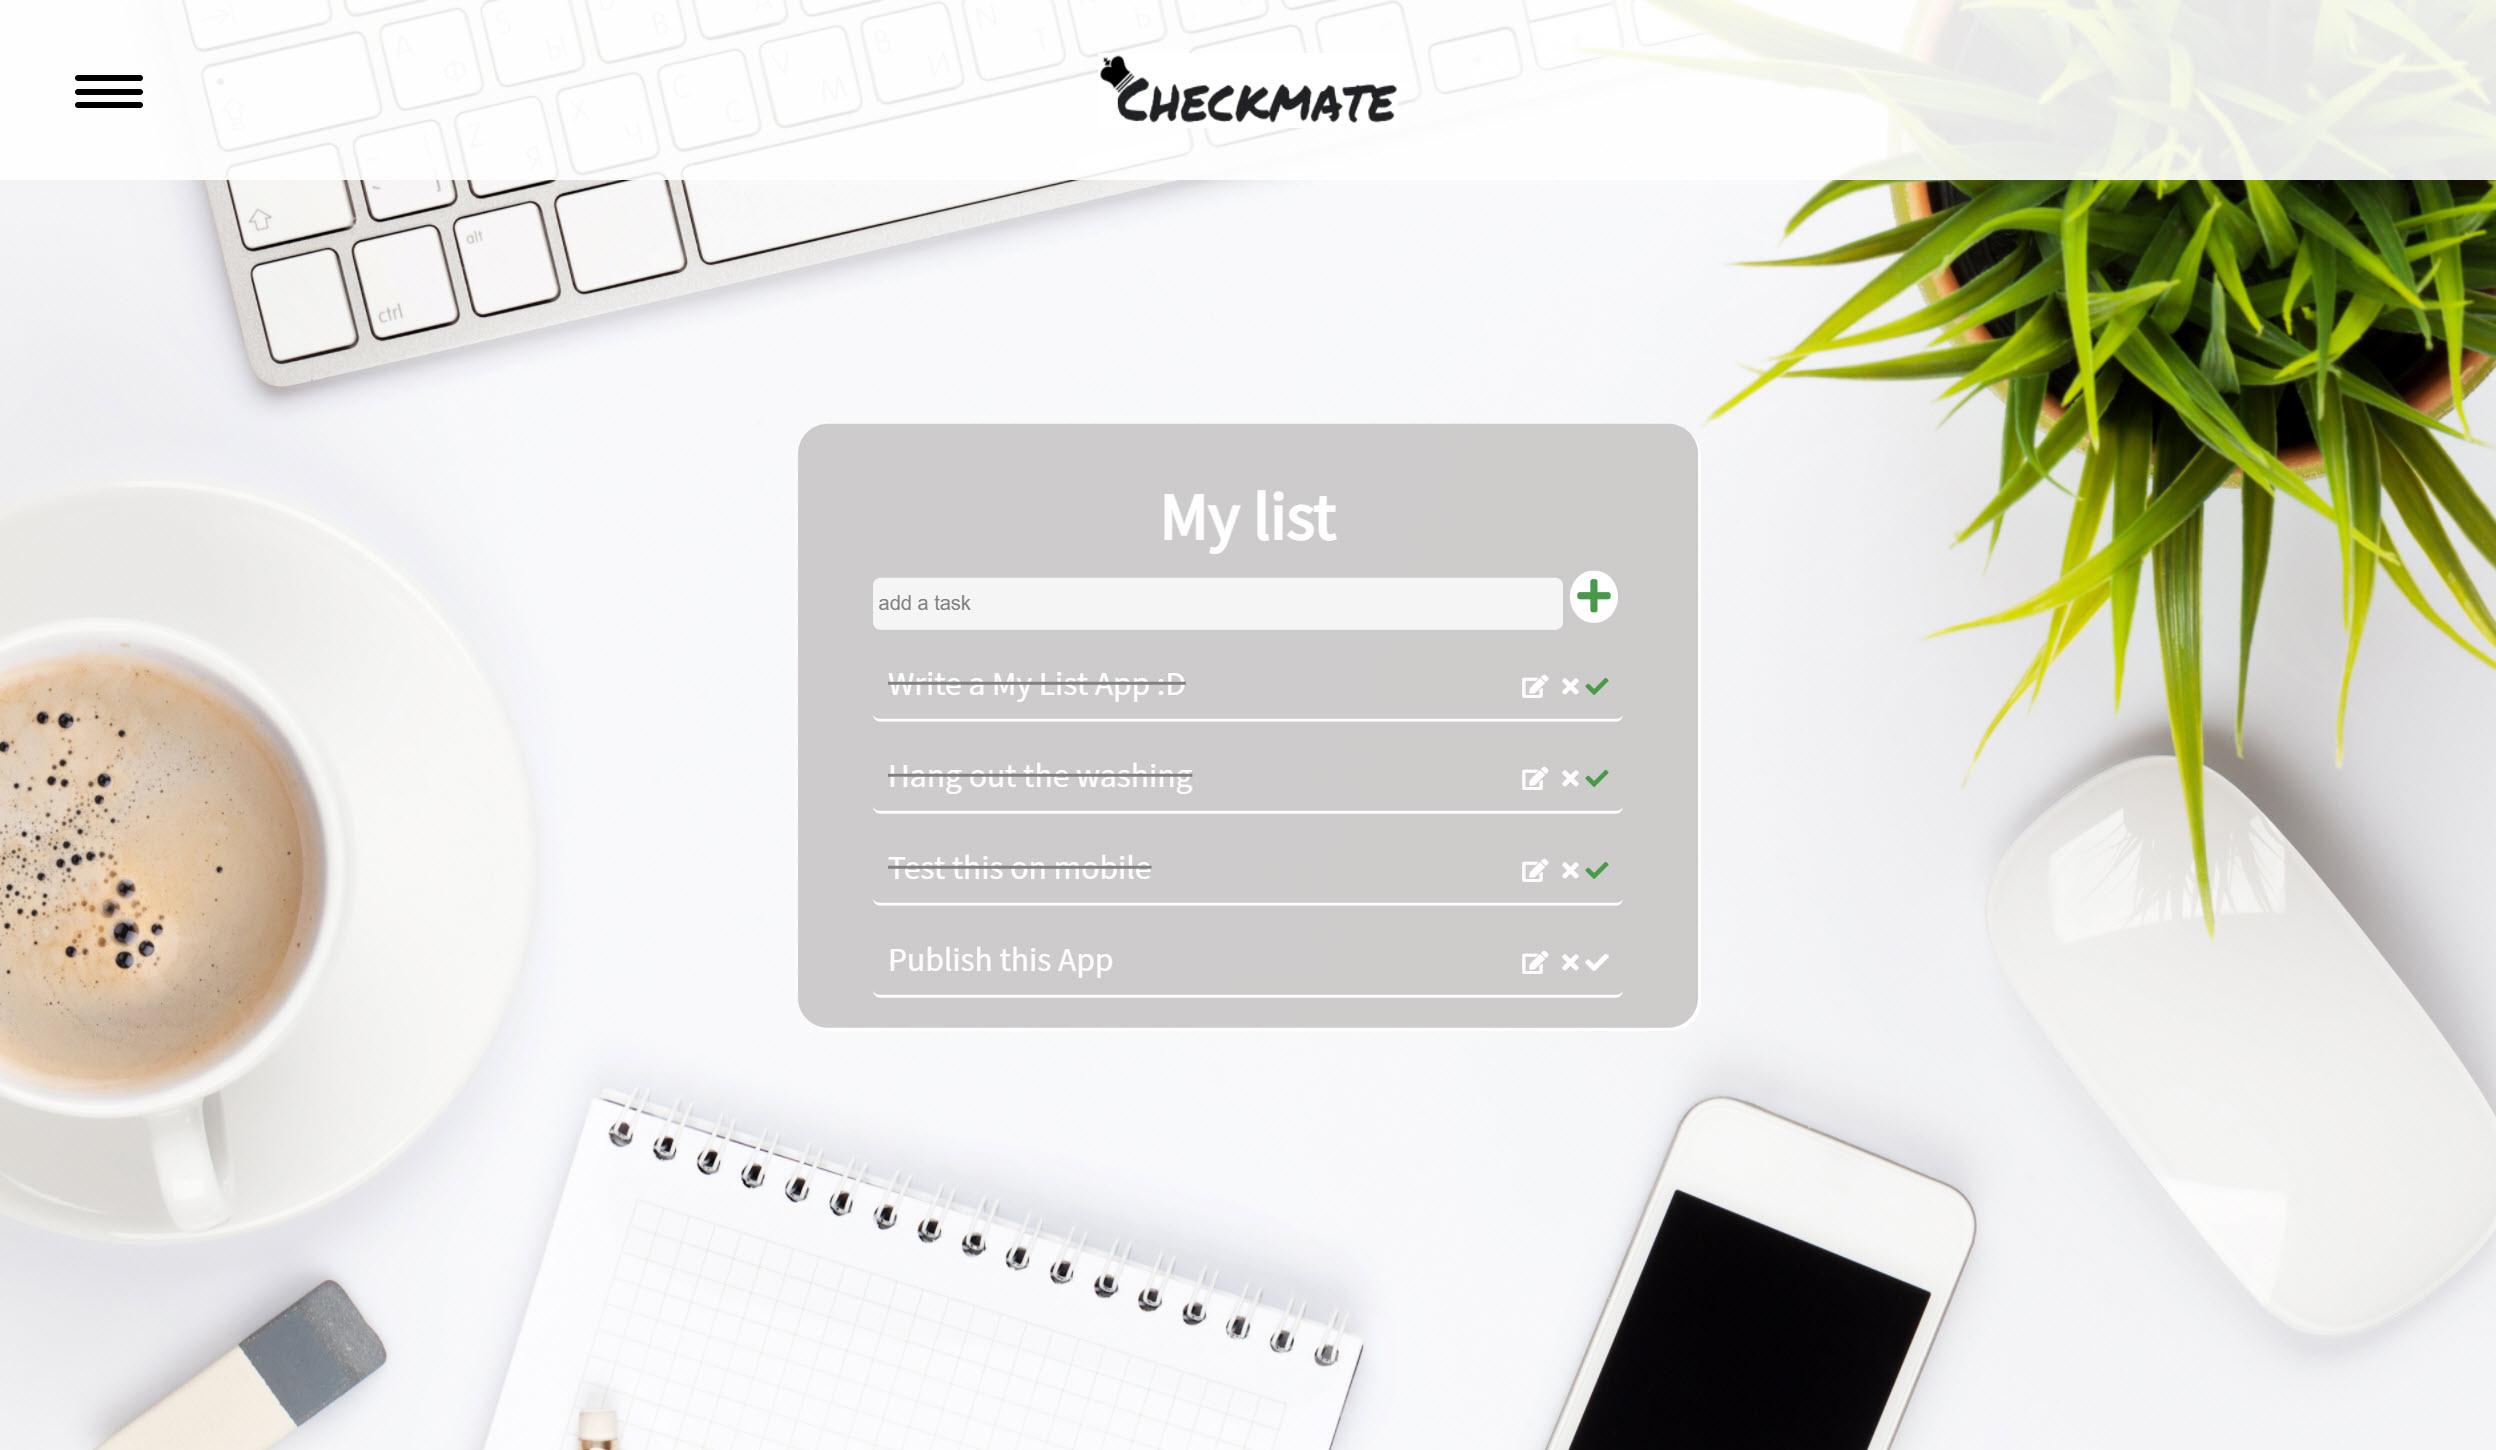 CHECKMATE
A
Ф
S
Ы
В
B
И
N
Т
Ь
V
М
С
X
Ч
Z
Я
alt
ctrl
My list
add a task
Write a My List App :D
Hang out the washing
Test this on mobile
Publish this App